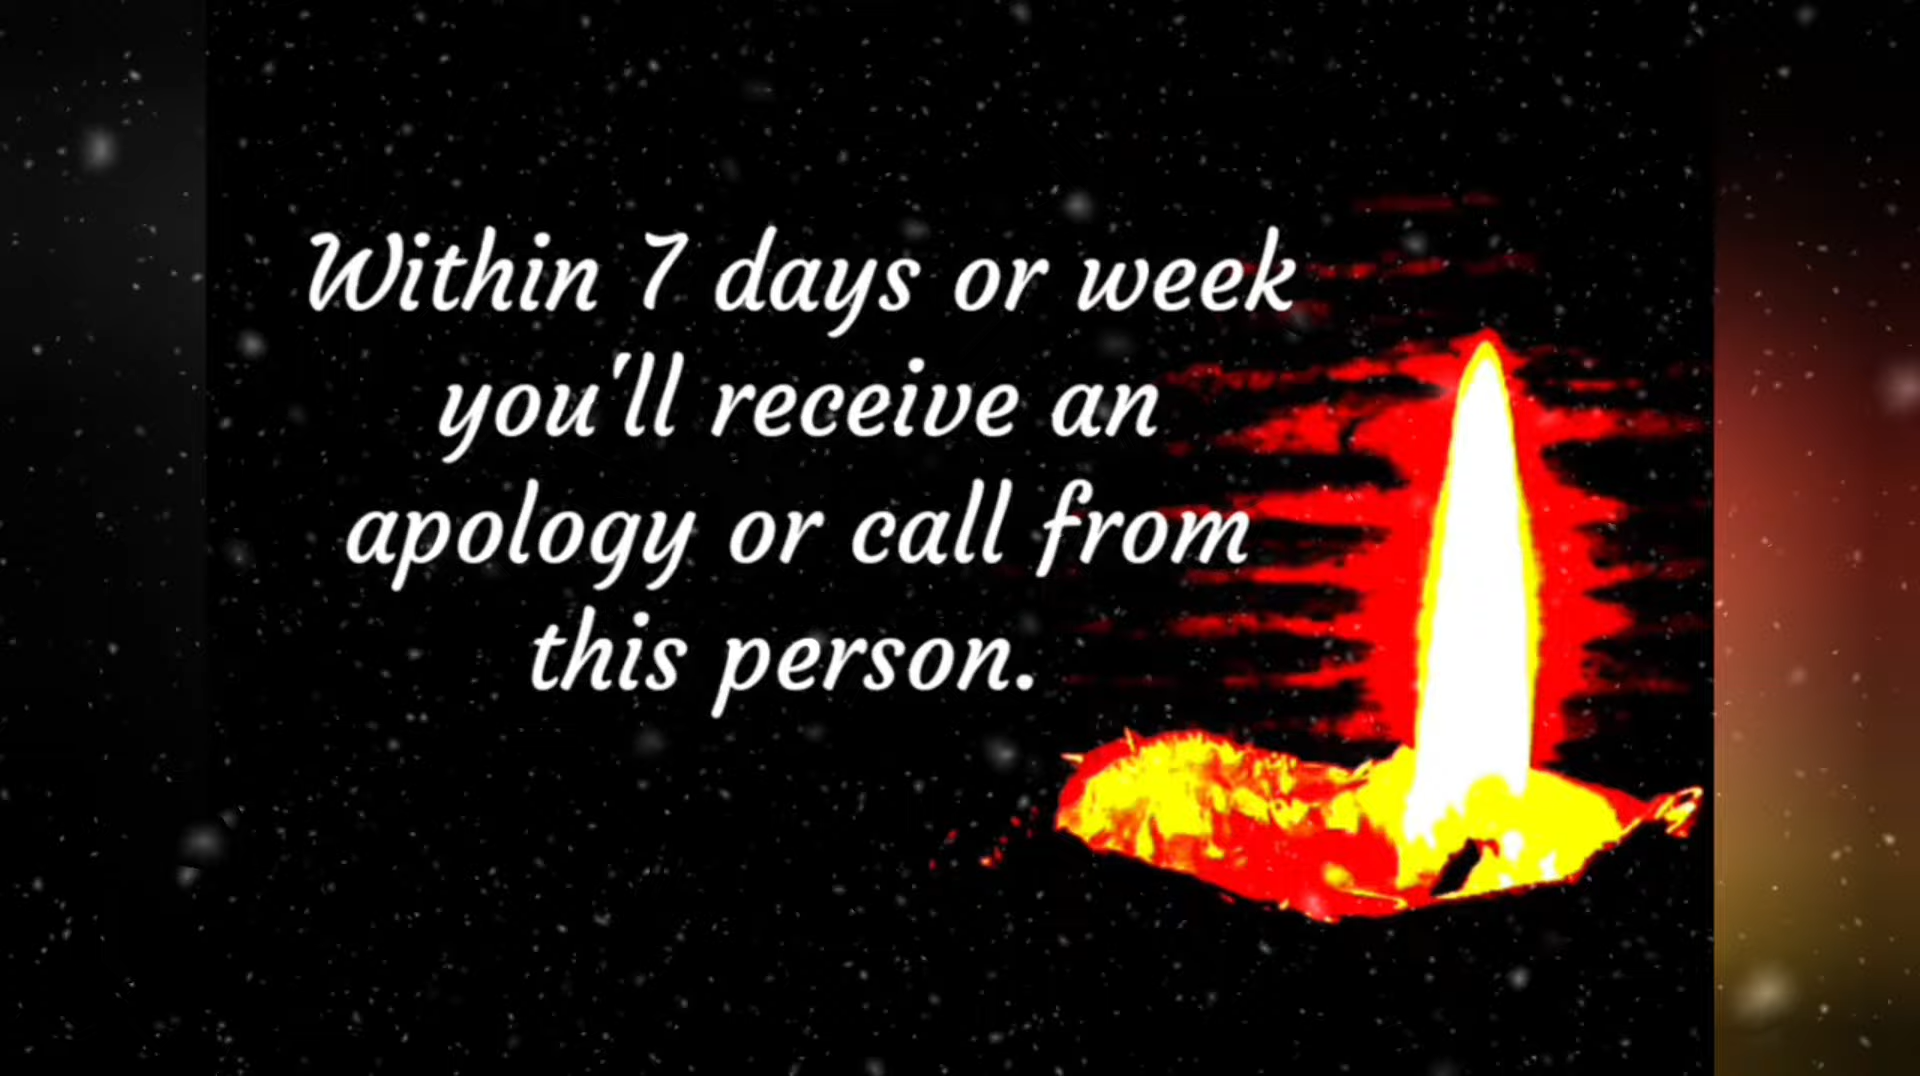 Within 7 days or week
you'll receive an
apology or call from
this person.